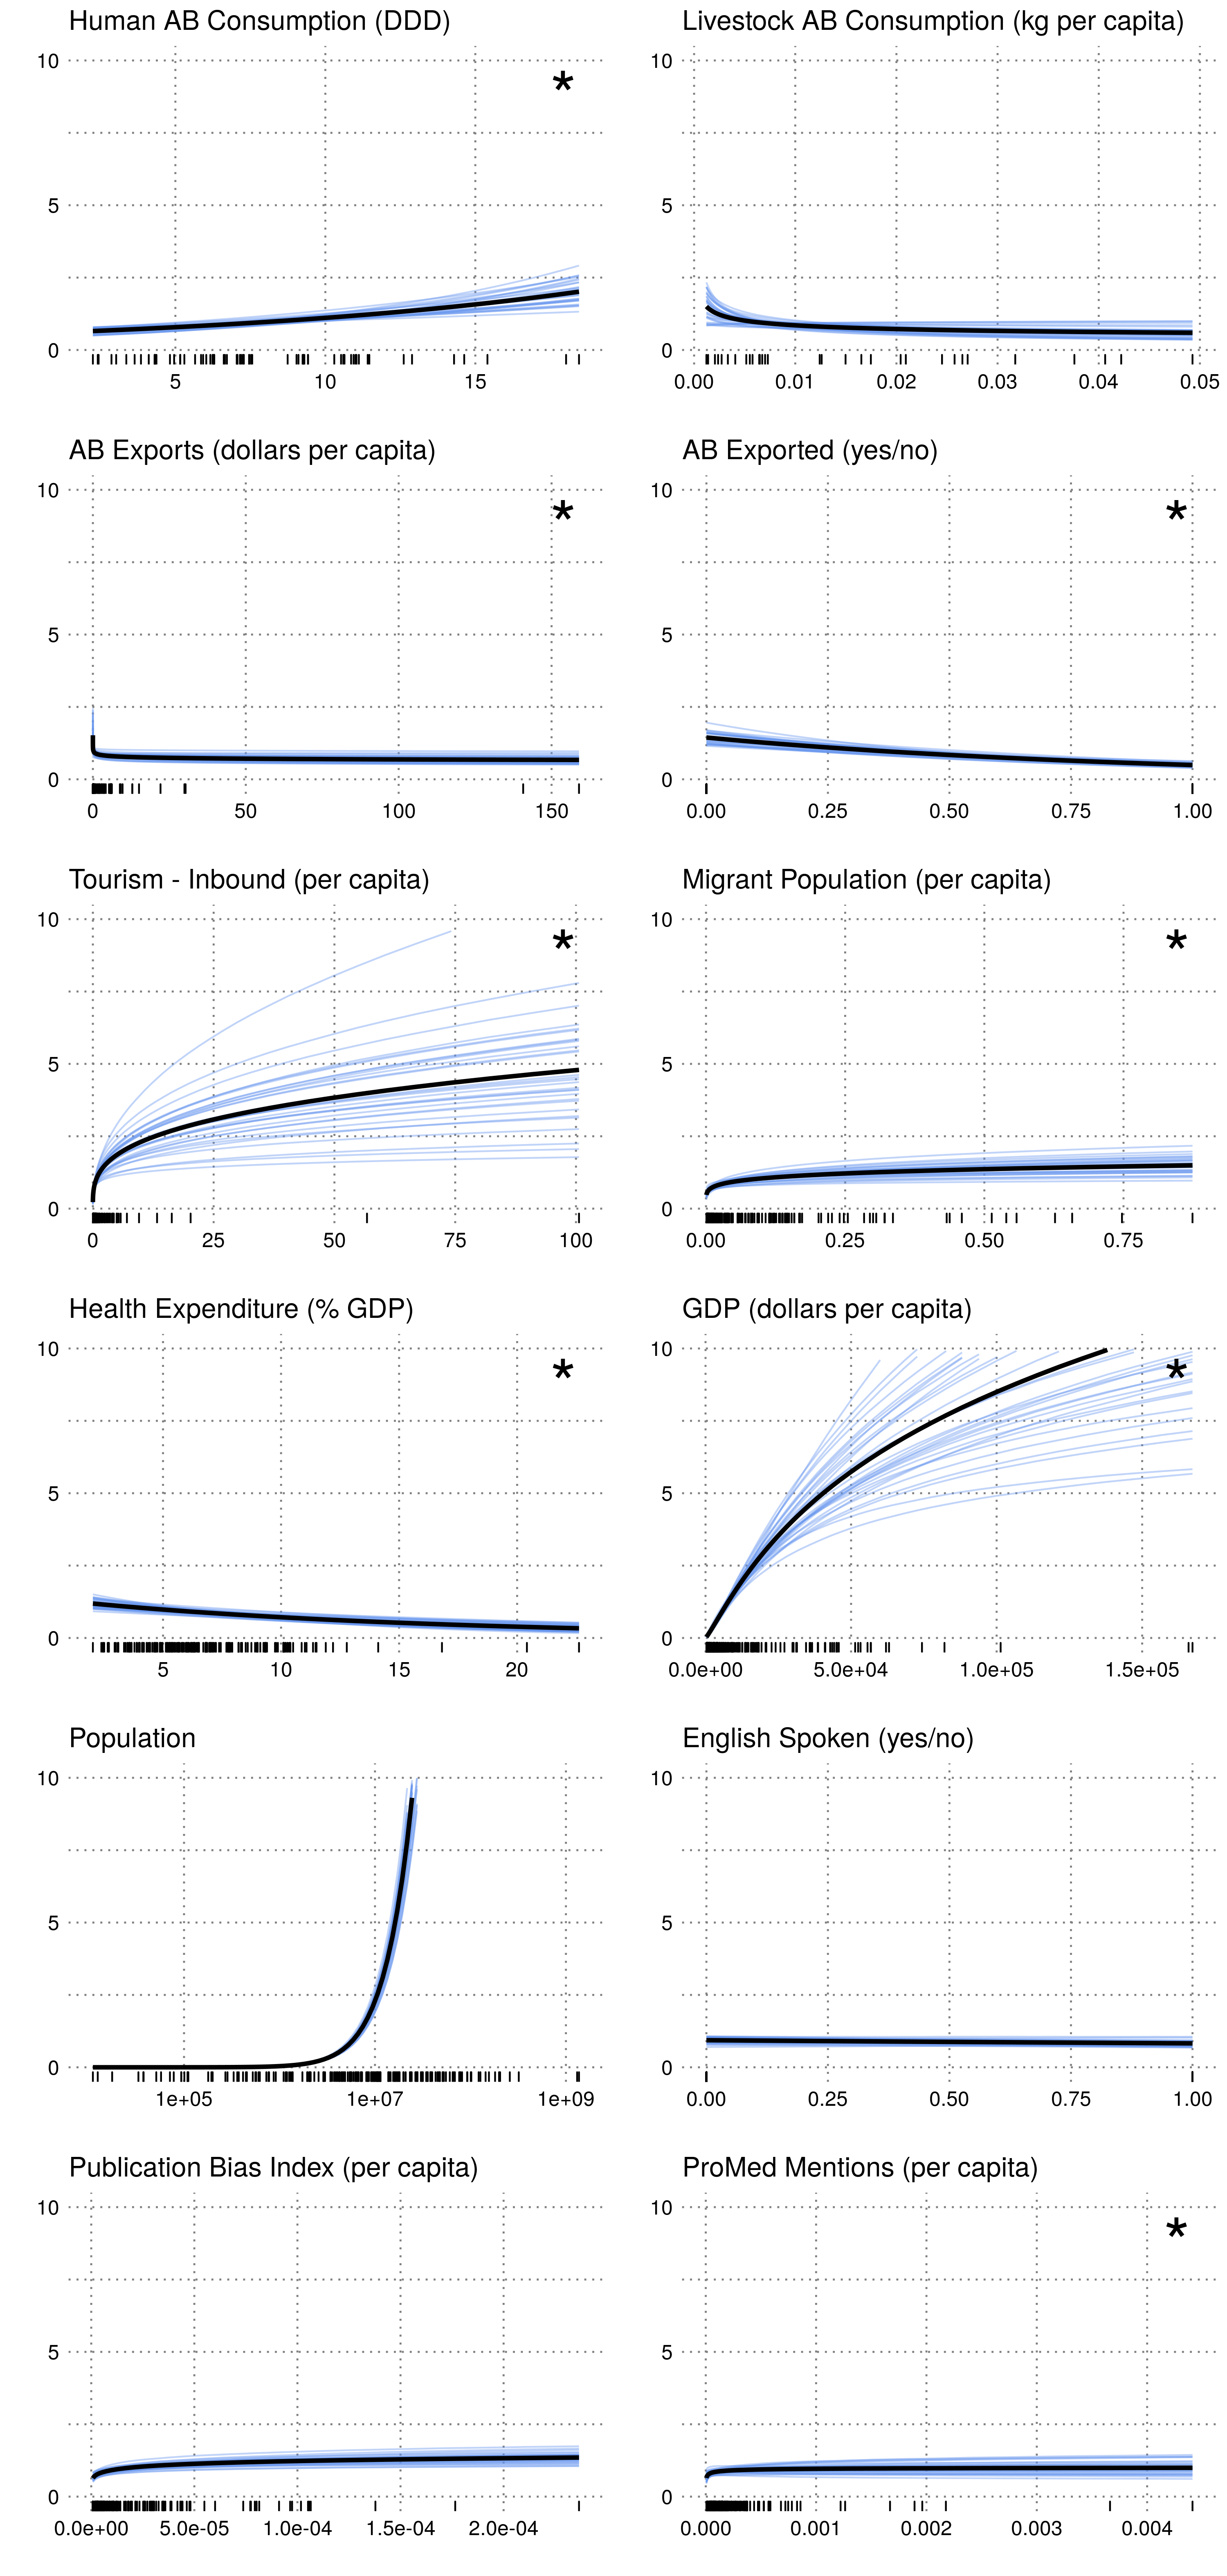 Human AB Consumption (DDD)
Livestock AB Consumption (kg per capita)
10
5
0
5 10 15
*
10
5
0
0.00 0.01 0.02 0.03 0.04 0.05
AB Exports (dollars per capita)
AB Exported (yes/no)
10
5
0
0 50 100 150
*
10
5
0
0.00 0.25 0.50 0.75 1.00
*
Tourism - Inbound (per capita)
Migrant Population (per capita)
10
5
0
0 25 50 75 100
*
10
5
0
0.00 0.25 0.50 0.75
*
Health Expenditure (% GDP)
GDP (dollars per capita)
10
5
0
5 10 15 20
*
10
5
0
0.0e+00 5.0e+04 1.0e+05 1.5e+05
*
Population
English Spoken (yes/no)
10
5
0
1e+05 1e+07 1e+09
10
5
0
0.00 0.25 0.50 0.75 1.00
Publication Bias Index (per capita)
ProMed Mentions (per capita)
10
5
0
0.0e+00 5.0e-05 1.0e-04 1.5e-04 2.0e-04
10
5
0
0.000 0.001 0.002 0.003 0.004
*